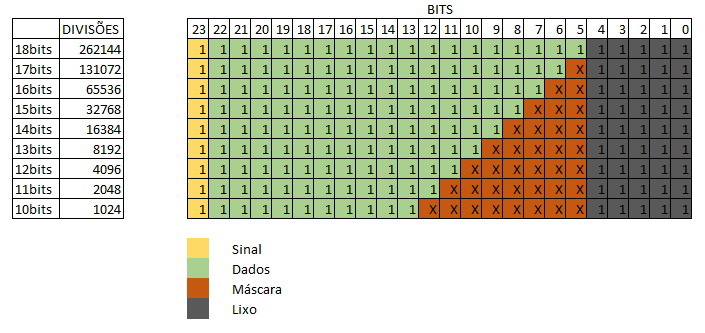 BITS
DIVISÕES 23 22 21 20 19 18 17 16 15 14 13 12 11 10 9 8 7 6 5 4 3 2 1 0
18bits 262144 1 1 1 1 1 1 1 1 1 1 1 1 1 1 1 1 1 1 1 1 1 1 1 1
17bits 131072 1 1 1 1 1 1 1 1 1 1 1 1 1 1 1 1 1 1 X 1 1 1 1 1
16bits 65536 1 1 1 1 1 1 1 1 1 1 1 1 1 1 1 1 1 X X 1 1 1 1 1
15bits 32768 1 1 1 1 1 1 1 1 1 1 1 1 1 1 1 1 X X X 1 1 1 1 1
14bits 16384 1 1 1 1 1 1 1 1 1 1 1 1 1 1 1 X X X X 1 1 1 1 1
13bits 8192 1 1 1 1 1 1 1 1 1 1 1 1 1 1 X X X X X 1 1 1 1 1
12bits 4096 1 1 1 1 1 1 1 1 1 1 1 1 1 X X X X X X 1 1 1 1 1
11bits 2048 1 1 1 1 1 1 1 1 1 1 1 1 X X X X X X X 1 1 1 1 1
10bits 1024 1 1 1 1 1 1 1 1 1 1 1 X X X X X X X X 1 1 1 1 1
Sinal
Dados
Máscara
Lixo